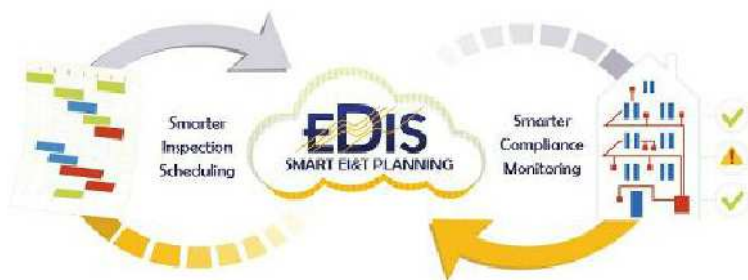 Smarter
Inspection
Scheduling
EDIS
SMART EI&T PLANNING
Smarter
Compliance
Monitoring